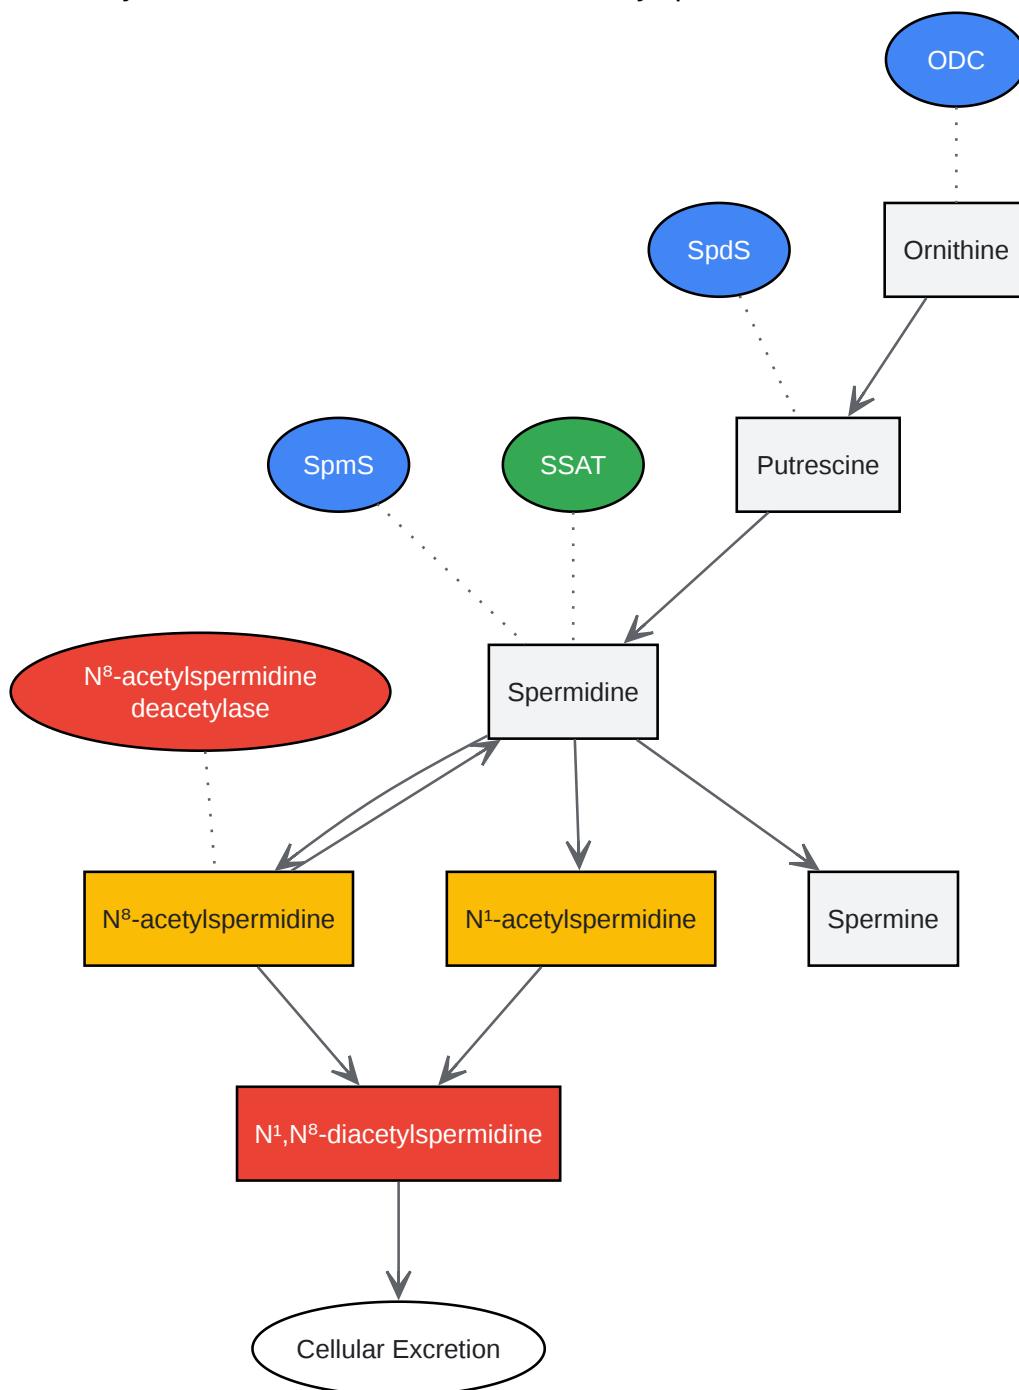 ODC
SpdS
Ornithine
SpmS
SSAT
Putrescine
N⁸-acetylspermidine
deacetylase
Spermidine
N⁸-acetylspermidine
N¹-acetylspermidine
Spermine
N¹,N⁸-diacetylspermidine
Cellular Excretion